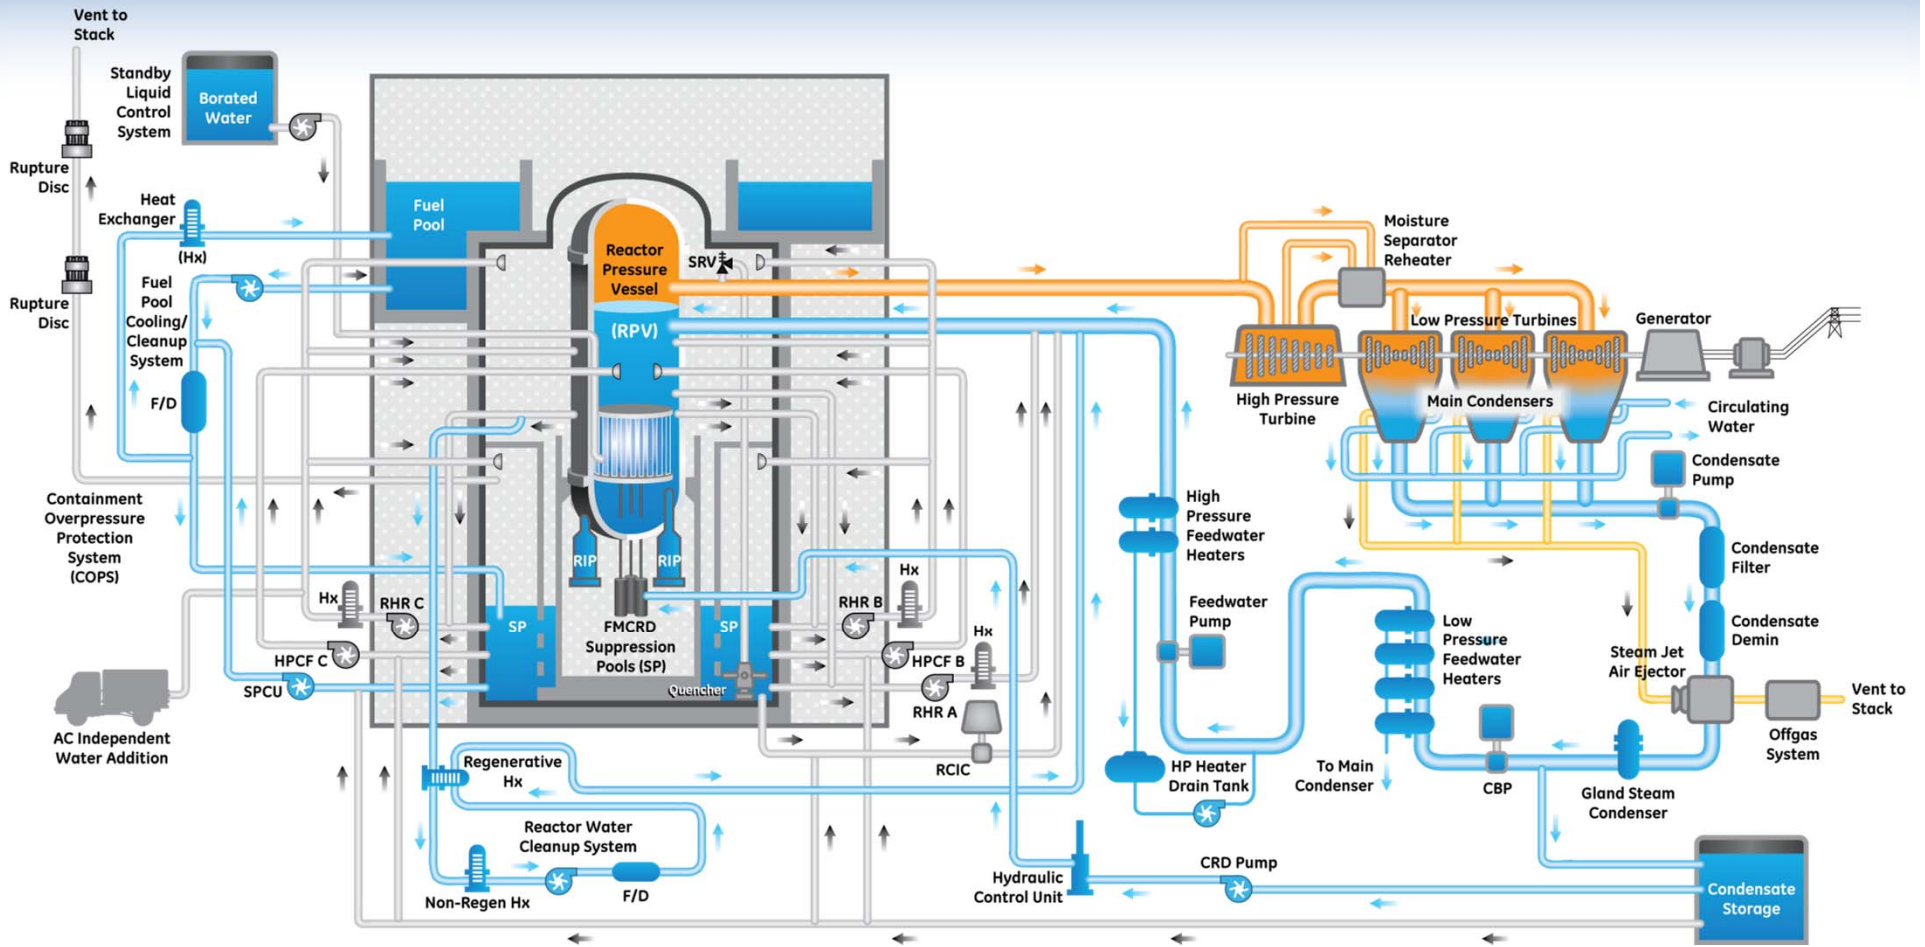 Vent to
Stack
Standby
Liquid
Control
System
Borated
Water
Rupture
Disc
Heat
Exchanger
(Hx)
Fuel
Pool
Rupture
Disc
Fuel
Pool
Cooling/
Cleanup
System
F/D
Reactor
Pressure
Vessel
(RPV)
SRV
Moisture
Separator
Reheater
Low Pressure Turbines
Generator
High Pressure
Turbine
Main Condensers
Circulating
Water
Condensate
Pump
Containment
Overpressure
Protection
System
(COPS)
High
Pressure
Feedwater
Heaters
Condensate
Filter
RIP
RIP
Hx
RHR C
Hx
RHR B
SP
SP
FMCRD
Suppression
Pools (SP)
Quencher
HPCF C
SPCU
HPCF B
Hx
RHR A
Feedwater
Pump
Low
Pressure
Feedwater
Heaters
Condensate
Demin
Steam Jet
Air Ejector
Vent to
Stack
Offgas
System
AC Independent
Water Addition
RCIC
Regenerative
Hx
HP Heater
Drain Tank
To Main
Condenser
CBP
Gland Steam
Condenser
Reactor Water
Cleanup System
Non-Regen Hx
F/D
Hydraulic
Control Unit
CRD Pump
Condensate
Storage